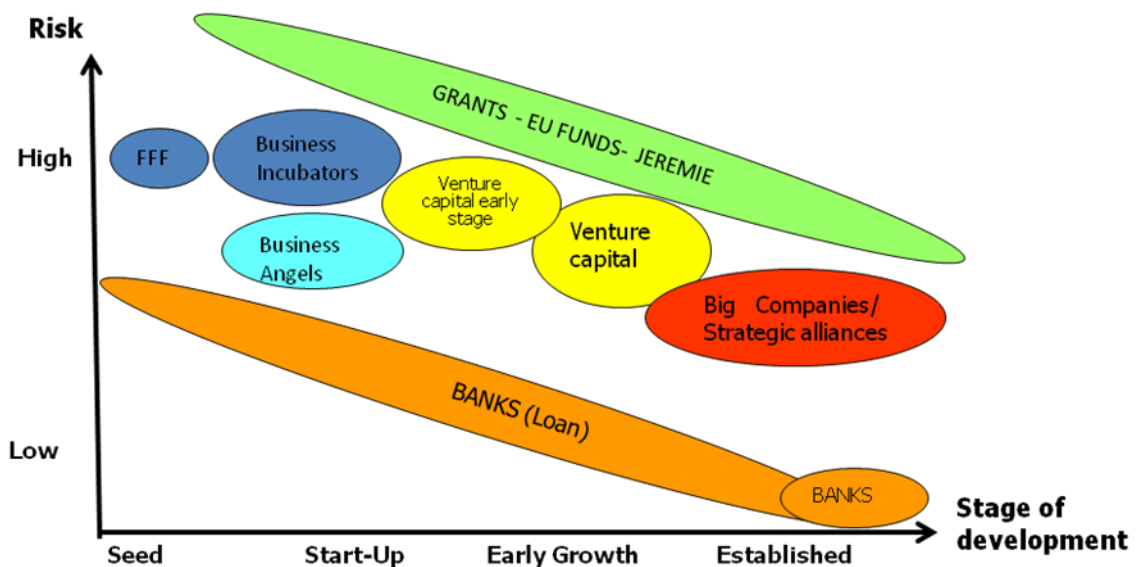 Risk
GRANTS - EU FUNDS- JEREMIE
High
FFF
Business
Incubators
Venture
capital early
stage
Business
Angels
Venture
capital
Big Companies/
Strategic alliances
BANKS (Loan)
Low
BANKS
Stage of
development
Seed
Start-Up
Early Growth
Established